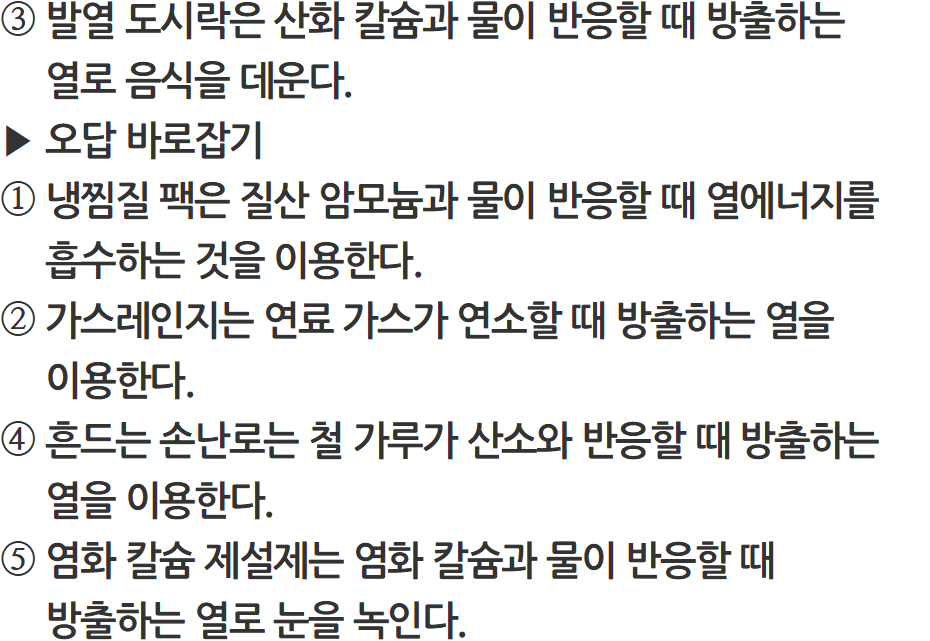 ③ 발열 도시락은 산화 칼슘과 물이 반응할 때 방출하는
열로 음식을 데운다.
▶ 오답 바로잡기
① 냉찜질 팩은 질산 암모늄과 물이 반응할 때 열에너지를
흡수하는 것을 이용한다.
② 가스레인지는 연료 가스가 연소할 때 방출하는 열을
이용한다.
④ 흔드는 손난로는 철 가루가 산소와 반응할 때 방출하는
열을 이용한다.
⑤ 염화 칼슘 제설제는 염화 칼슘과 물이 반응할 때
방출하는 열로 눈을 녹인다.